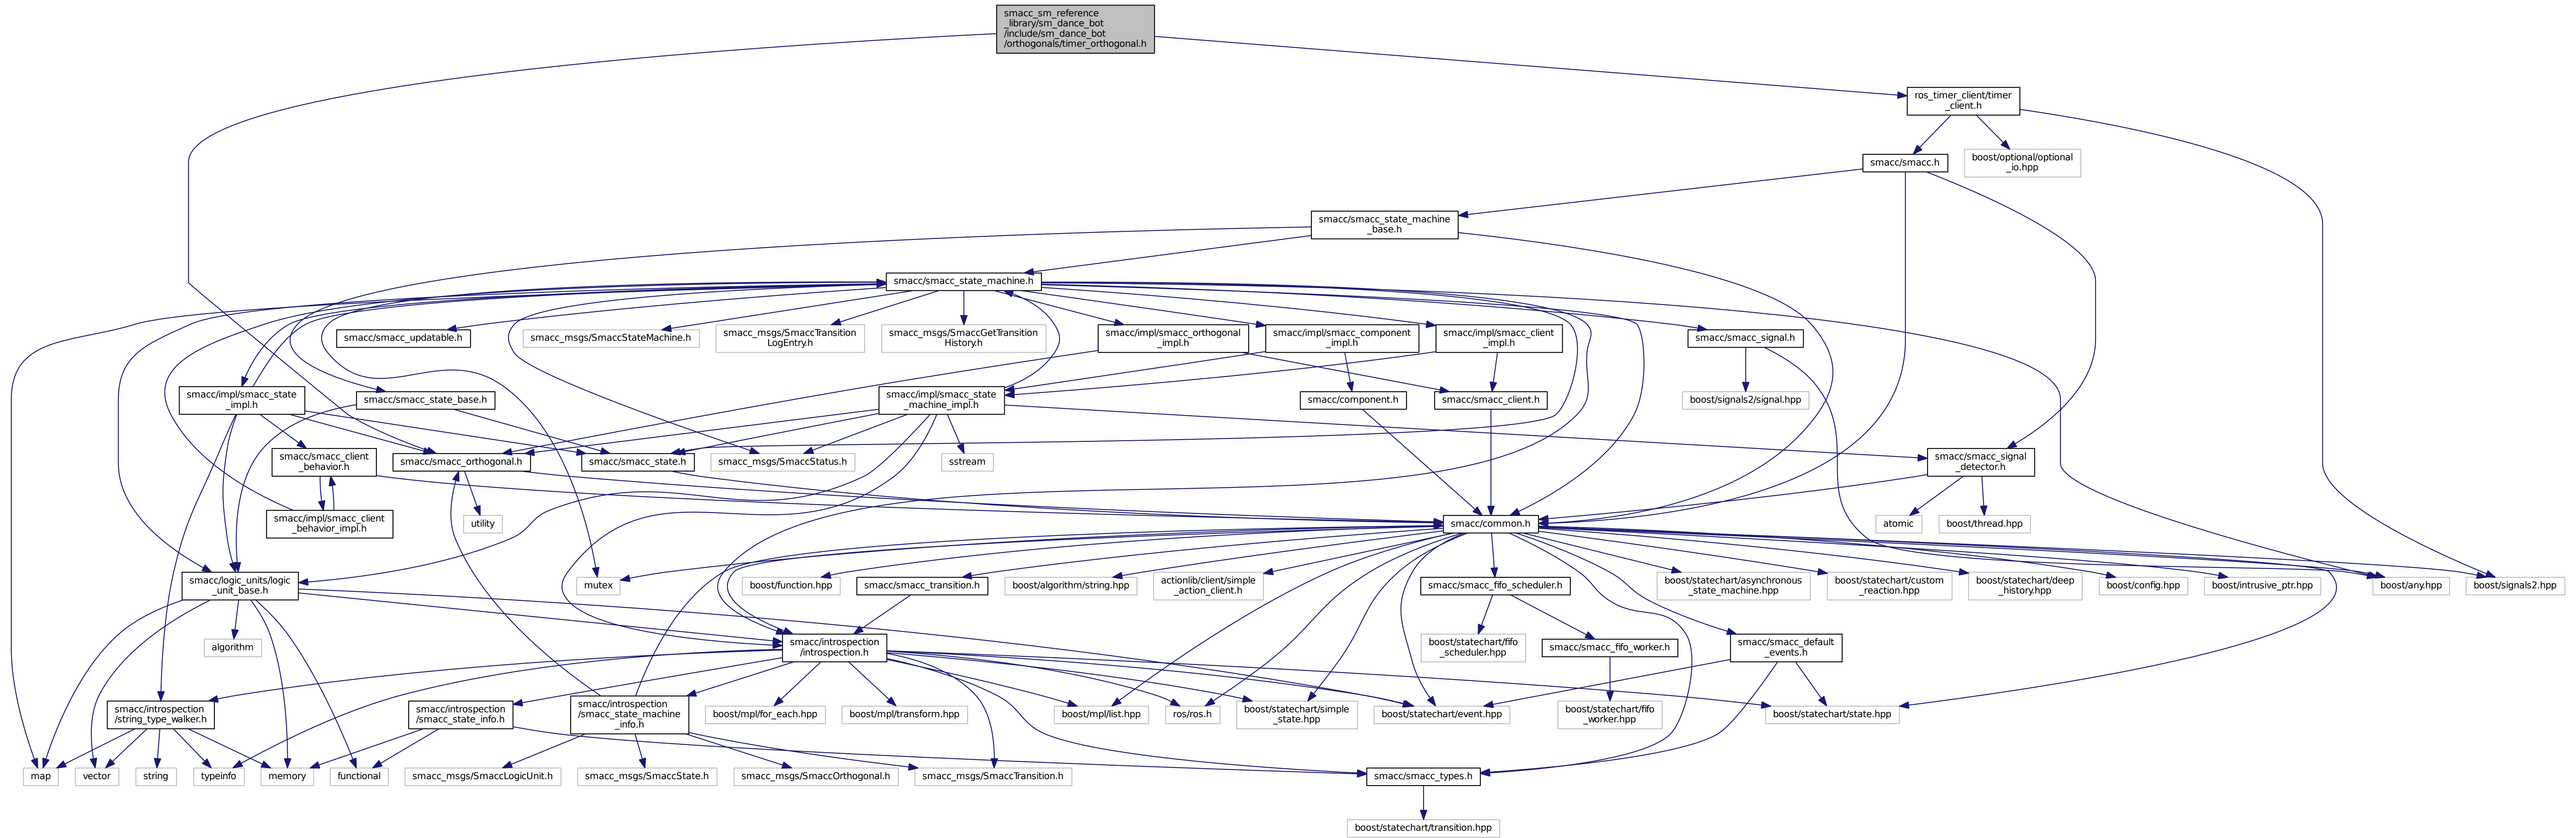 smacc_sm_reference
_library/sm_dance_bot
/include/sm_dance_bot
/orthogonals/timer_orthogonal.h
ros_timer_client/timer
_client.h
smacc/smacc.h
boost/optional/optional
_io.hpp
smacc/smacc_state_machine
_base.h
smacc/smacc_state_machine.h
smacc/smacc_updatable.h
smacc_msgs/SmaccStateMachine.h
smacc_msgs/SmaccTransition
LogEntry.h
smacc_msgs/SmaccGetTransition
History.h
smacc/impl/smacc_orthogonal
_impl.h
smacc/impl/smacc_component
_impl.h
smacc/impl/smacc_client
_impl.h
smacc/smacc_signal.h
smacc/impl/smacc_state
_impl.h
smacc/smacc_state_base.h
smacc/impl/smacc_state
_machine_impl.h
smacc/component.h
smacc/smacc_client.h
boost/signals2/signal.hpp
smacc/smacc_client
_behavior.h
smacc/smacc_orthogonal.h
smacc/smacc_state.h
smacc_msgs/SmaccStatus.h
sstream
smacc/smacc_signal
_detector.h
smacc/impl/smacc_client
_behavior_impl.h
utility
smacc/common.h
atomic
boost/thread.hpp
smacc/logic_units/logic
_unit_base.h
mutex
boost/function.hpp
smacc/smacc_transition.h
boost/algorithm/string.hpp
actionlib/client/simple
_action_client.h
smacc/smacc_fifo_scheduler.h
boost/statechart/asynchronous
_state_machine.hpp
boost/statechart/custom
_reaction.hpp
boost/statechart/deep
_history.hpp
boost/config.hpp
boost/intrusive_ptr.hpp
boost/any.hpp
boost/signals2.hpp
algorithm
smacc/introspection
/introspection.h
boost/statechart/fifo
_scheduler.hpp
smacc/smacc_fifo_worker.h
smacc/smacc_default
_events.h
smacc/introspection
/string_type_walker.h
smacc/introspection
/smacc_state_info.h
smacc/introspection
/smacc_state_machine
_info.h
boost/mpl/for_each.hpp
boost/mpl/transform.hpp
boost/mpl/list.hpp
ros/ros.h
boost/statechart/simple
_state.hpp
boost/statechart/event.hpp
boost/statechart/fifo
_worker.hpp
boost/statechart/state.hpp
map
vector
string
typeinfo
memory
functional
smacc_msgs/SmaccLogicUnit.h
smacc_msgs/SmaccState.h
smacc_msgs/SmaccOrthogonal.h
smacc_msgs/SmaccTransition.h
smacc/smacc_types.h
boost/statechart/transition.hpp